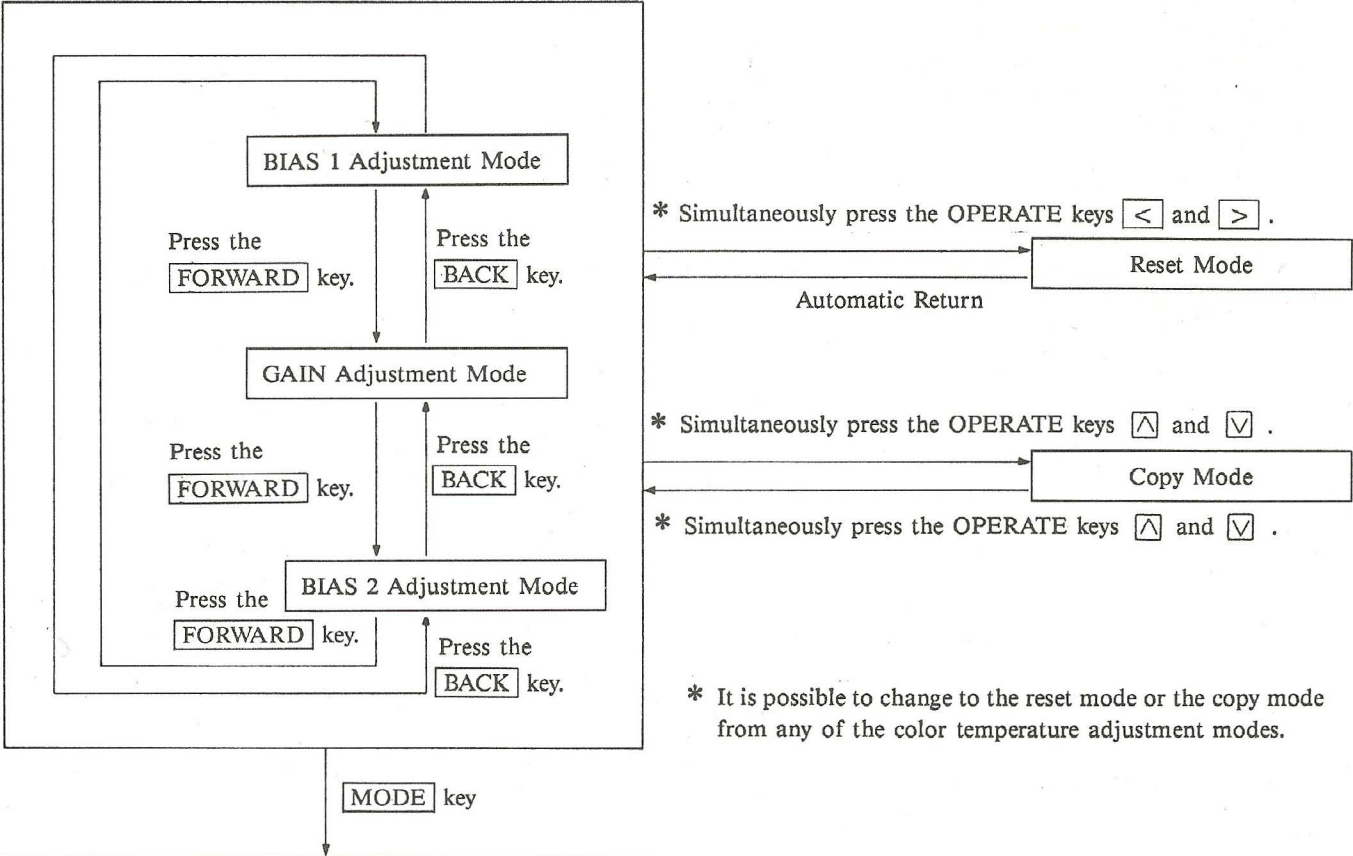 BIAS 1 Adjustment Mode
Press the
FORWARD key.
Press the
BACK key.
GAIN Adjustment Mode
Press the
FORWARD key.
Press the
BACK key.
BIAS 2 Adjustment Mode
Press the
FORWARD key.
Press the
BACK key.
* Simultaneously press the OPERATE keys < and > .
Reset Mode
Automatic Return
* Simultaneously press the OPERATE keys ∧ and ∨ .
Copy Mode
* Simultaneously press the OPERATE keys ∧ and ∨ .
* It is possible to change to the reset mode or the copy mode
from any of the color temperature adjustment modes.
MODE key